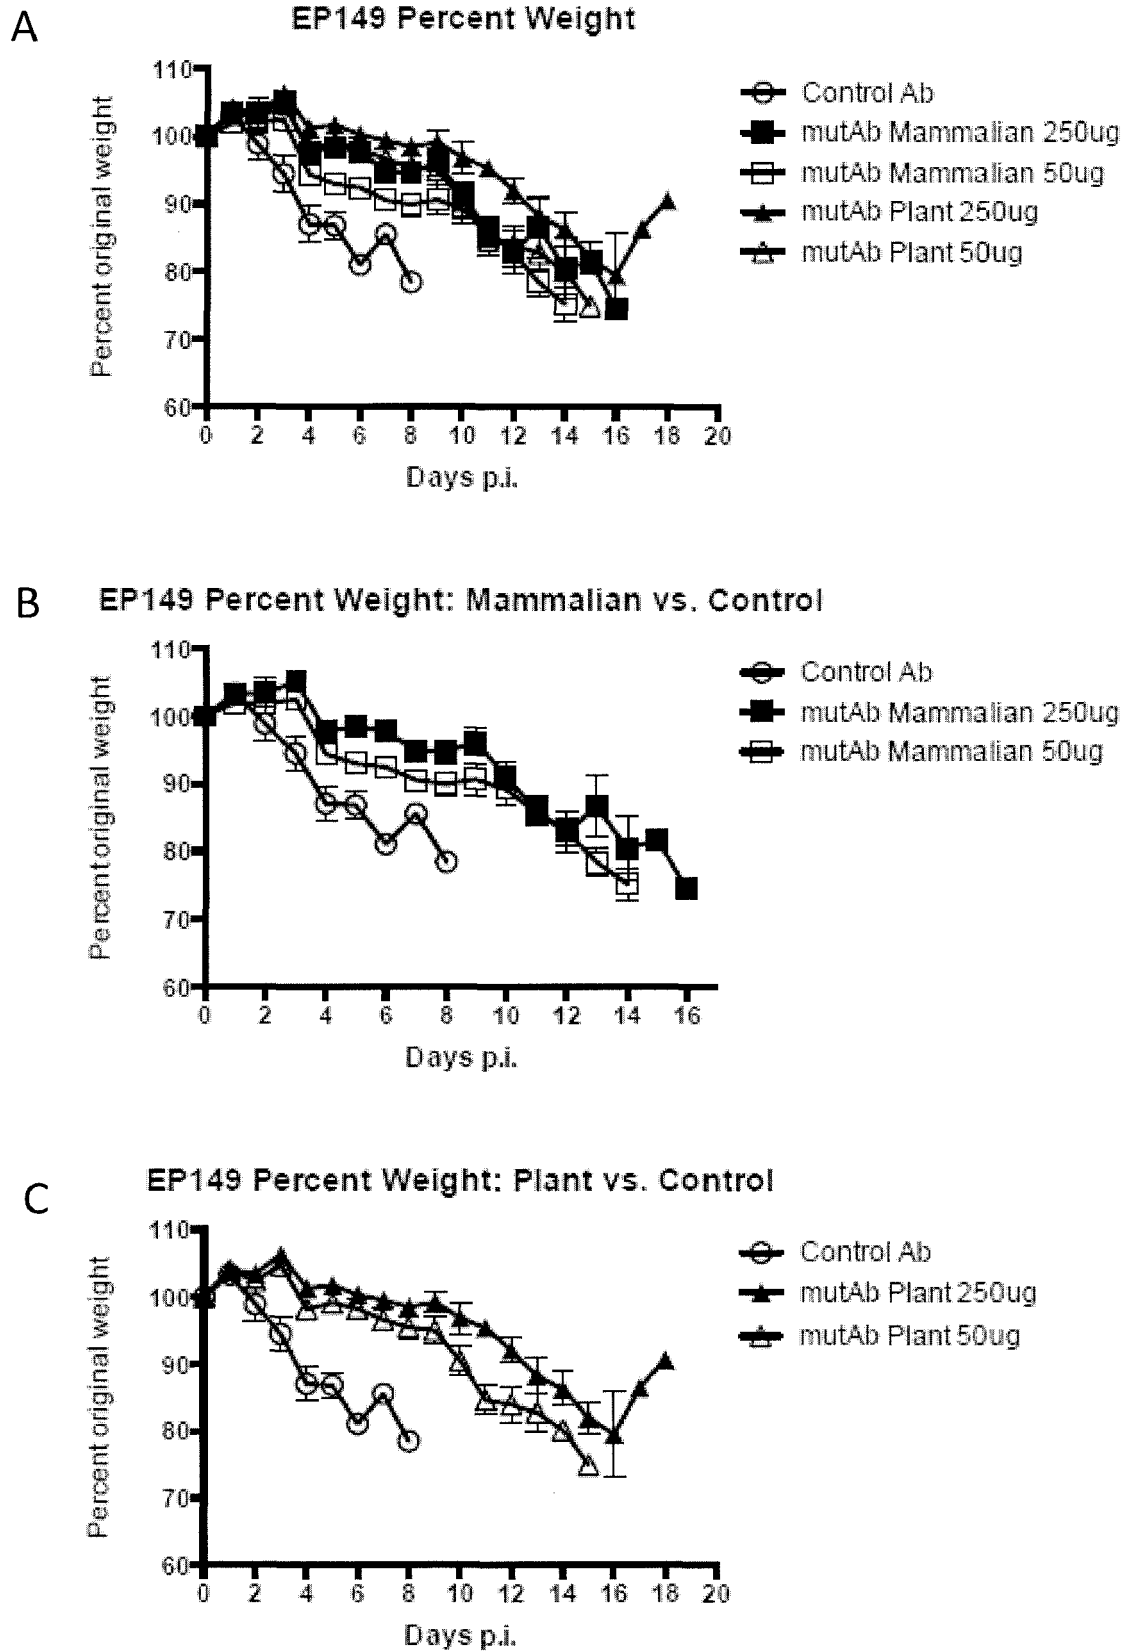 A
EP149 Percent Weight
110
100
90
80
70
60
Percent original weight
0 2 4 6 8 10 12 14 16 18 20
Days p.i.
Control Ab
mutAb Mammalian 250ug
mutAb Mammalian 50ug
mutAb Plant 250ug
mutAb Plant 50ug
B
EP149 Percent Weight: Mammalian vs. Control
110
100
90
80
70
60
Percent original weight
0 2 4 6 8 10 12 14 16
Days p.i.
Control Ab
mutAb Mammalian 250ug
mutAb Mammalian 50ug
C
EP149 Percent Weight: Plant vs. Control
110
100
90
80
70
60
Percent original weight
0 2 4 6 8 10 12 14 16 18 20
Days p.i.
Control Ab
mutAb Plant 250ug
mutAb Plant 50ug